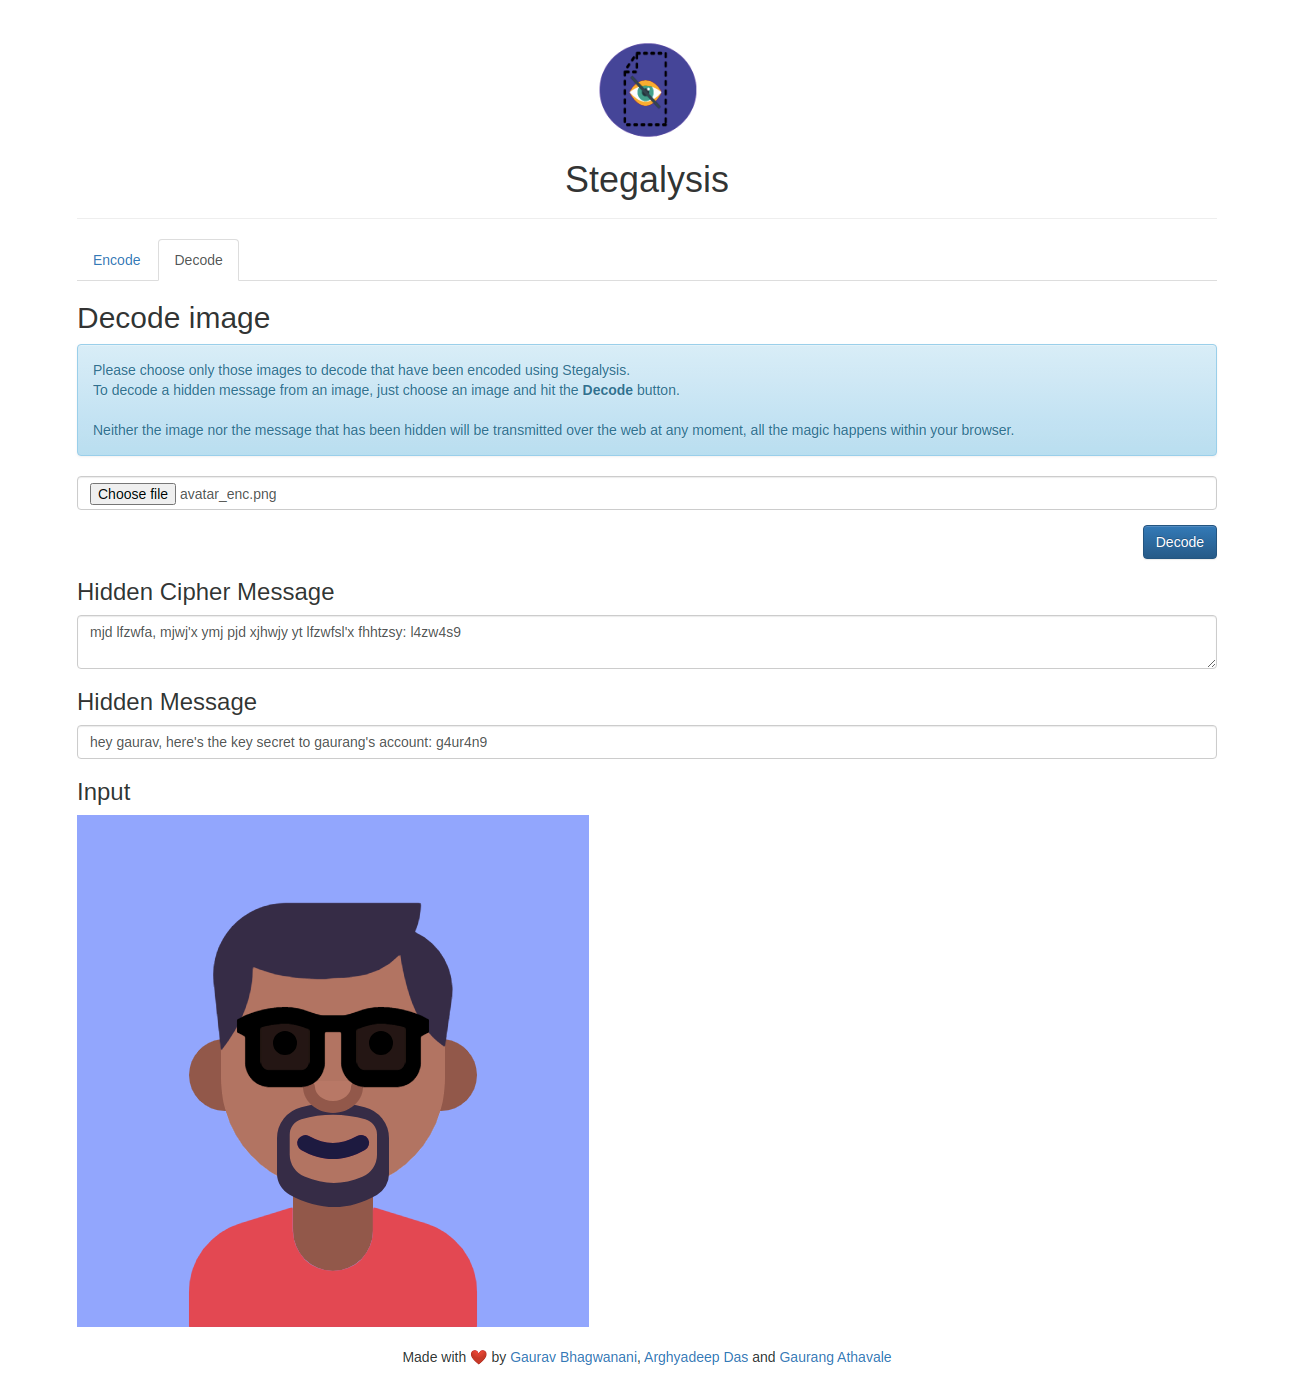 Stegalysis
Encode
Decode
Decode image
Please choose only those images to decode that have been encoded using Stegalysis.
To decode a hidden message from an image, just choose an image and hit the Decode button.
Neither the image nor the message that has been hidden will be transmitted over the web at any moment, all the magic happens within your browser.
Choose file avatar_enc.png
Decode
Hidden Cipher Message
mjd lfzwfa, mjwj'x ymj pjd xjhwjy yt lfzwfsl'x fhhtzsy: l4zw4s9
Hidden Message
hey gaurav, here's the key secret to gaurang's account: g4ur4n9
Input
Made with ❤️ by Gaurav Bhagwanani, Arghyadeep Das and Gaurang Athavale